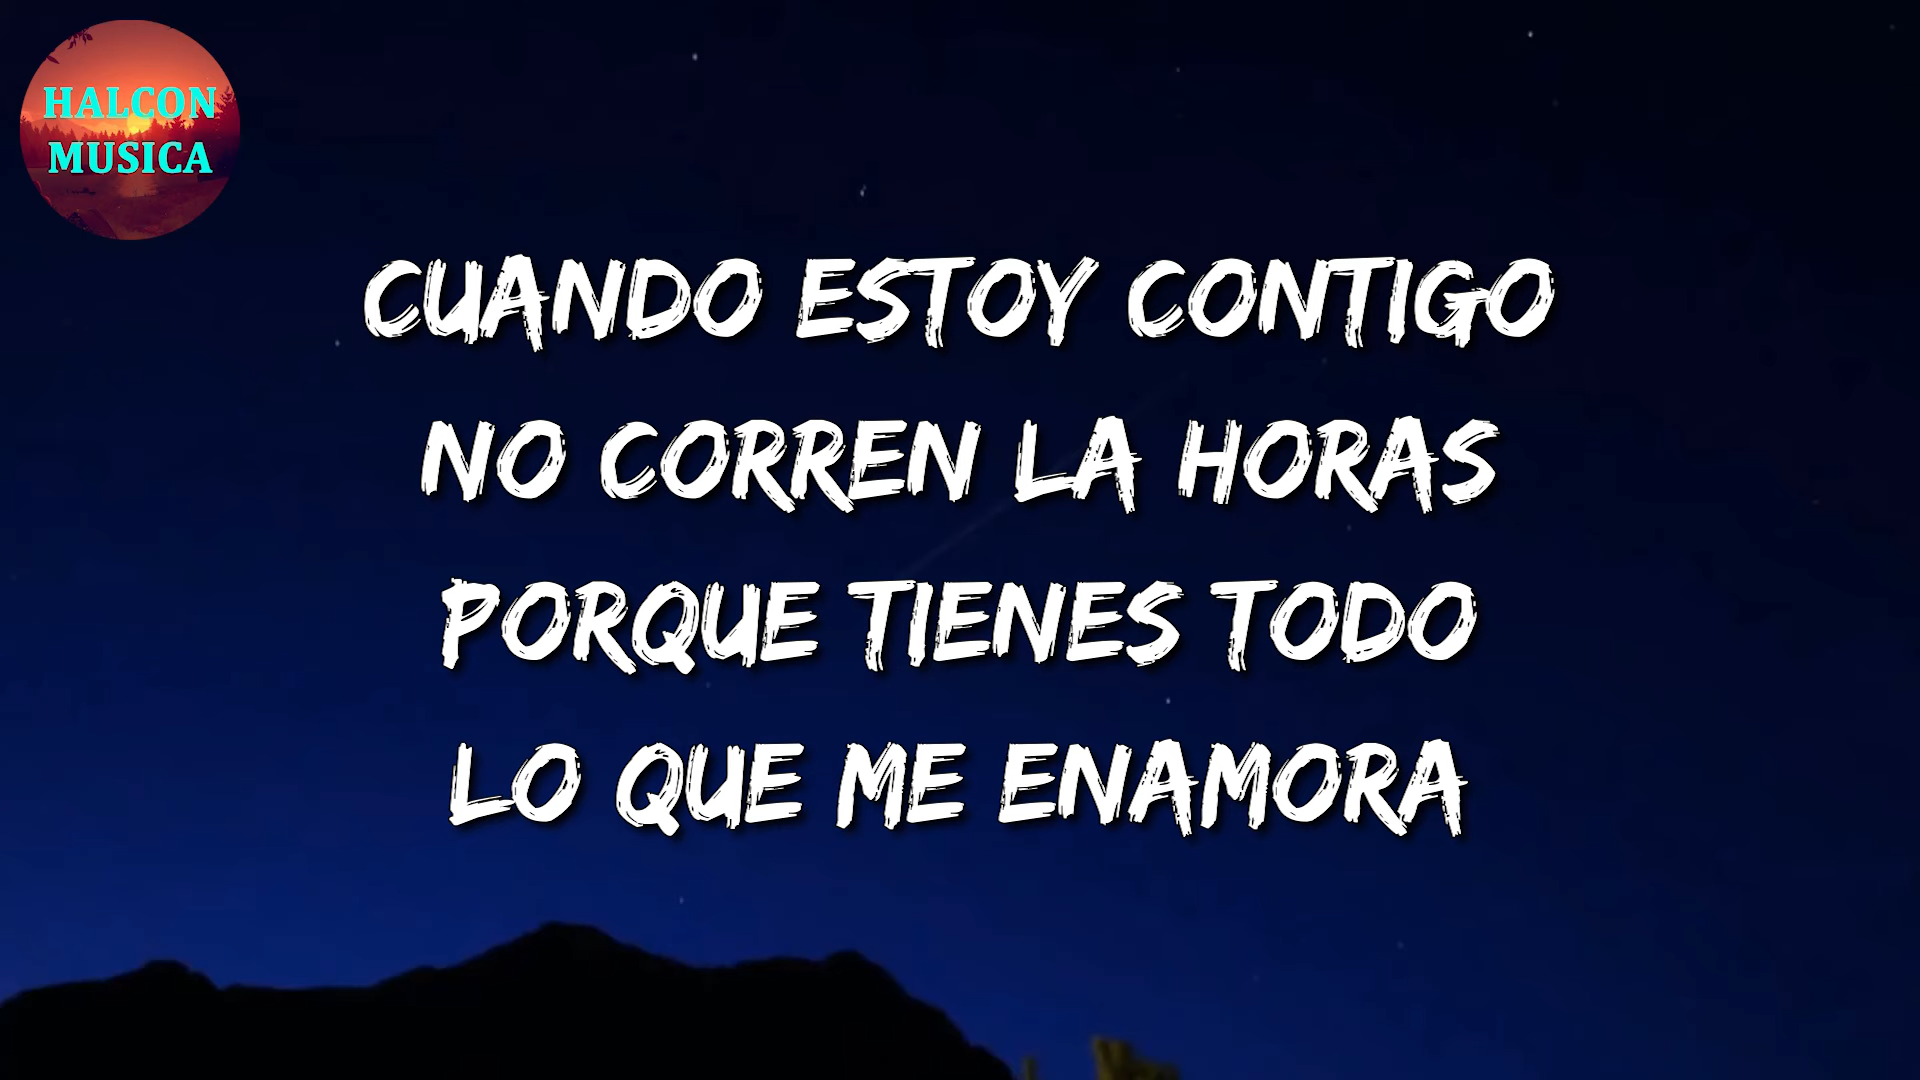 HALCON
MUSICA
CUANDO ESTOY CONTIGO
NO CORREN LA HORAS
PORQUE TIENES TODO
LO QUE ME ENAMORA